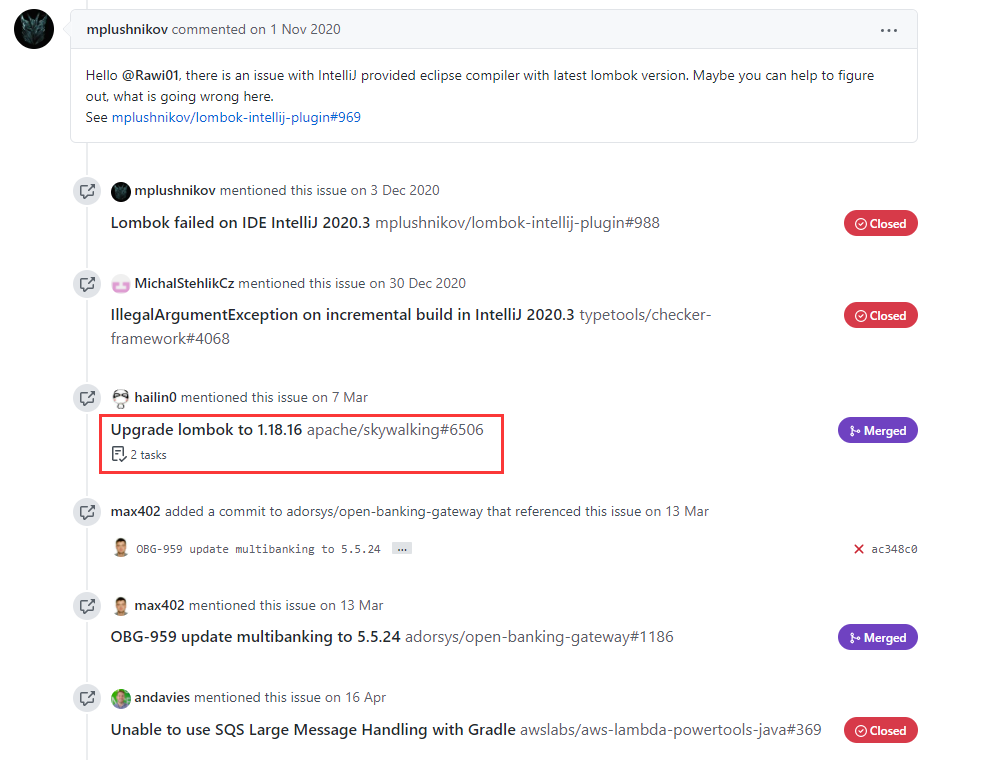 mplushnikov commented on 1 Nov 2020
...
Hello @Rawi01, there is an issue with IntelliJ provided eclipse compiler with latest lombok version. Maybe you can help to figure
out, what is going wrong here.
See mplushnikov/lombok-intellij-plugin#969
mplushnikov mentioned this issue on 3 Dec 2020
Lombok failed on IDE IntelliJ 2020.3 mplushnikov/lombok-intellij-plugin#988
Closed
MichalStehlikCz mentioned this issue on 30 Dec 2020
IllegalArgumentException on incremental build in IntelliJ 2020.3 typetools/checker-
framework#4068
Closed
hailin0 mentioned this issue on 7 Mar
Upgrade lombok to 1.18.16 apache/skywalking#6506
Merged
2 tasks
max402 added a commit to adorsys/open-banking-gateway that referenced this issue on 13 Mar
OBG-959 update multibanking to 5.5.24 ...
ac348c0
max402 mentioned this issue on 13 Mar
OBG-959 update multibanking to 5.5.24 adorsys/open-banking-gateway#1186
Merged
andavies mentioned this issue on 16 Apr
Unable to use SQS Large Message Handling with Gradle awslabs/aws-lambda-powertools-java#369
Closed